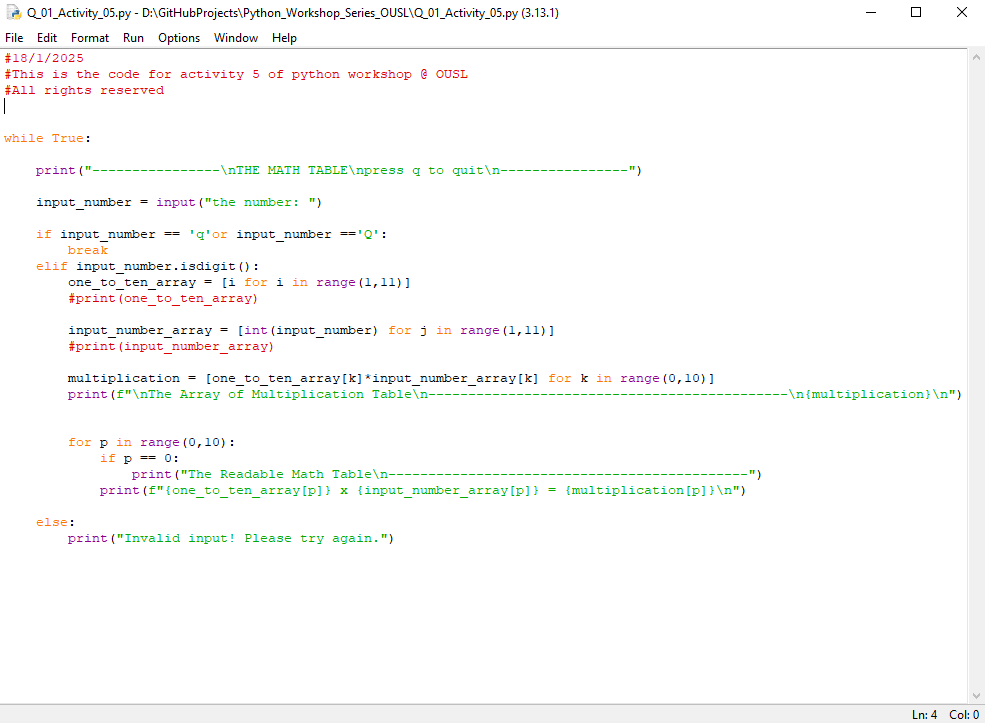 Q_01_Activity_05.py - D:\GitHubProjects\Python_Workshop_Series_OUSL\Q_01_Activity_05.py (3.13.1)
File Edit Format Run Options Window Help
#18/1/2025
#This is the code for activity 5 of python workshop @ OUSL
#All rights reserved
while True:
    print("----------------\nTHE MATH TABLE\npress q to quit\n----------------")
    input_number = input("the number: ")
    if input_number == 'q'or input_number =='Q':
        break
    elif input_number.isdigit():
        one_to_ten_array = [i for i in range(1,11)]
        #print(one_to_ten_array)
        input_number_array = [int(input_number) for j in range(1,11)]
        #print(input_number_array)
        multiplication = [one_to_ten_array[k]*input_number_array[k] for k in range(0,10)]
        print(f"\nThe Array of Multiplication Table\n---------------------------------------------\n{multiplication}\n")
        for p in range(0,10):
            if p == 0:
                print("The Readable Math Table\n---------------------------------------------")
            print(f"{one_to_ten_array[p]} x {input_number_array[p]} = {multiplication[p]}\n")
    else:
        print("Invalid input! Please try again.")
Ln: 4 Col: 0